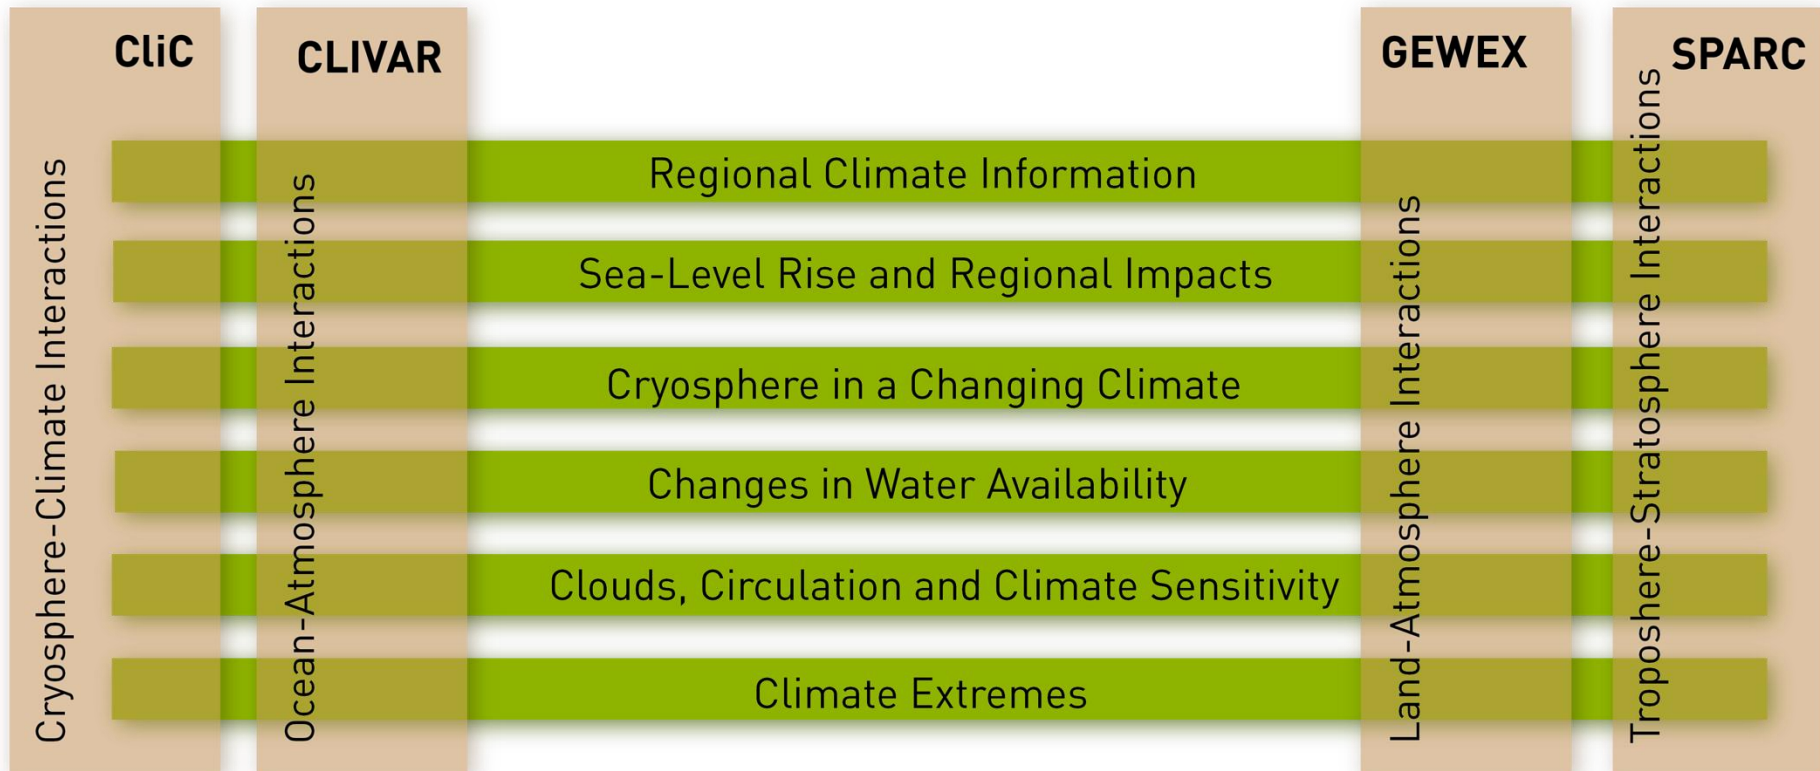 CliC
CLIVAR
GEWEX
SPARC
Cryosphere-Climate Interactions
Ocean-Atmosphere Interactions
Regional Climate Information
Sea-Level Rise and Regional Impacts
Cryosphere in a Changing Climate
Changes in Water Availability
Clouds, Circulation and Climate Sensitivity
Climate Extremes
Land-Atmosphere Interactions
Troposhere-Stratosphere Interactions